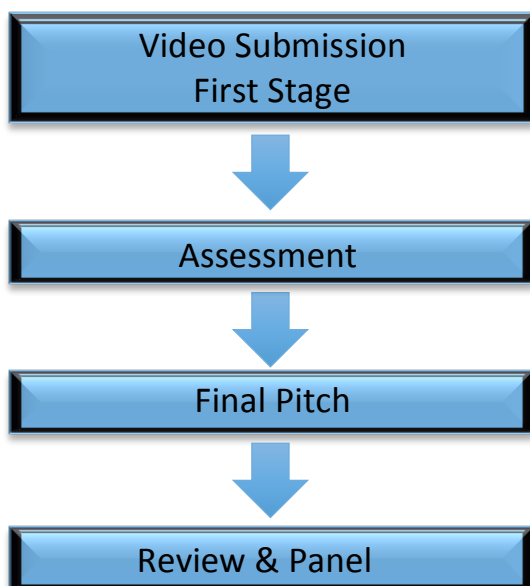 Video Submission
First Stage
Assessment
Final Pitch
Review & Panel